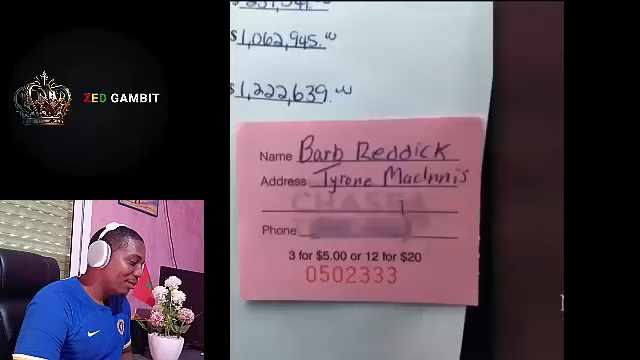 $1,062,945.00
$1,222,639.00
ZED GAMBIT
Name Barb Reddick
Address Tyrone MacInnis
CHASE
Phone
3 for $5.00 or 12 for $20
0502333